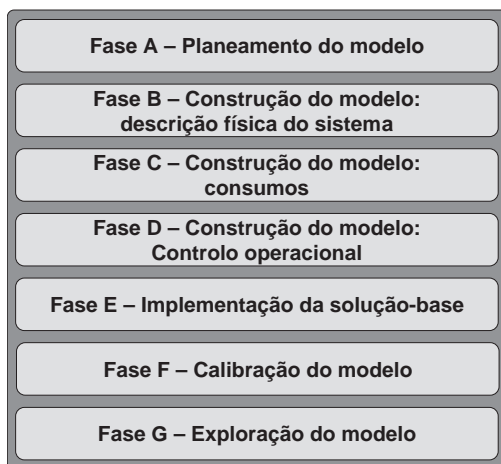 Fase A – Planeamento do modelo
Fase B – Construção do modelo:
descrição física do sistema
Fase C – Construção do modelo:
consumos
Fase D – Construção do modelo:
Controlo operacional
Fase E – Implementação da solução-base
Fase F – Calibração do modelo
Fase G – Exploração do modelo